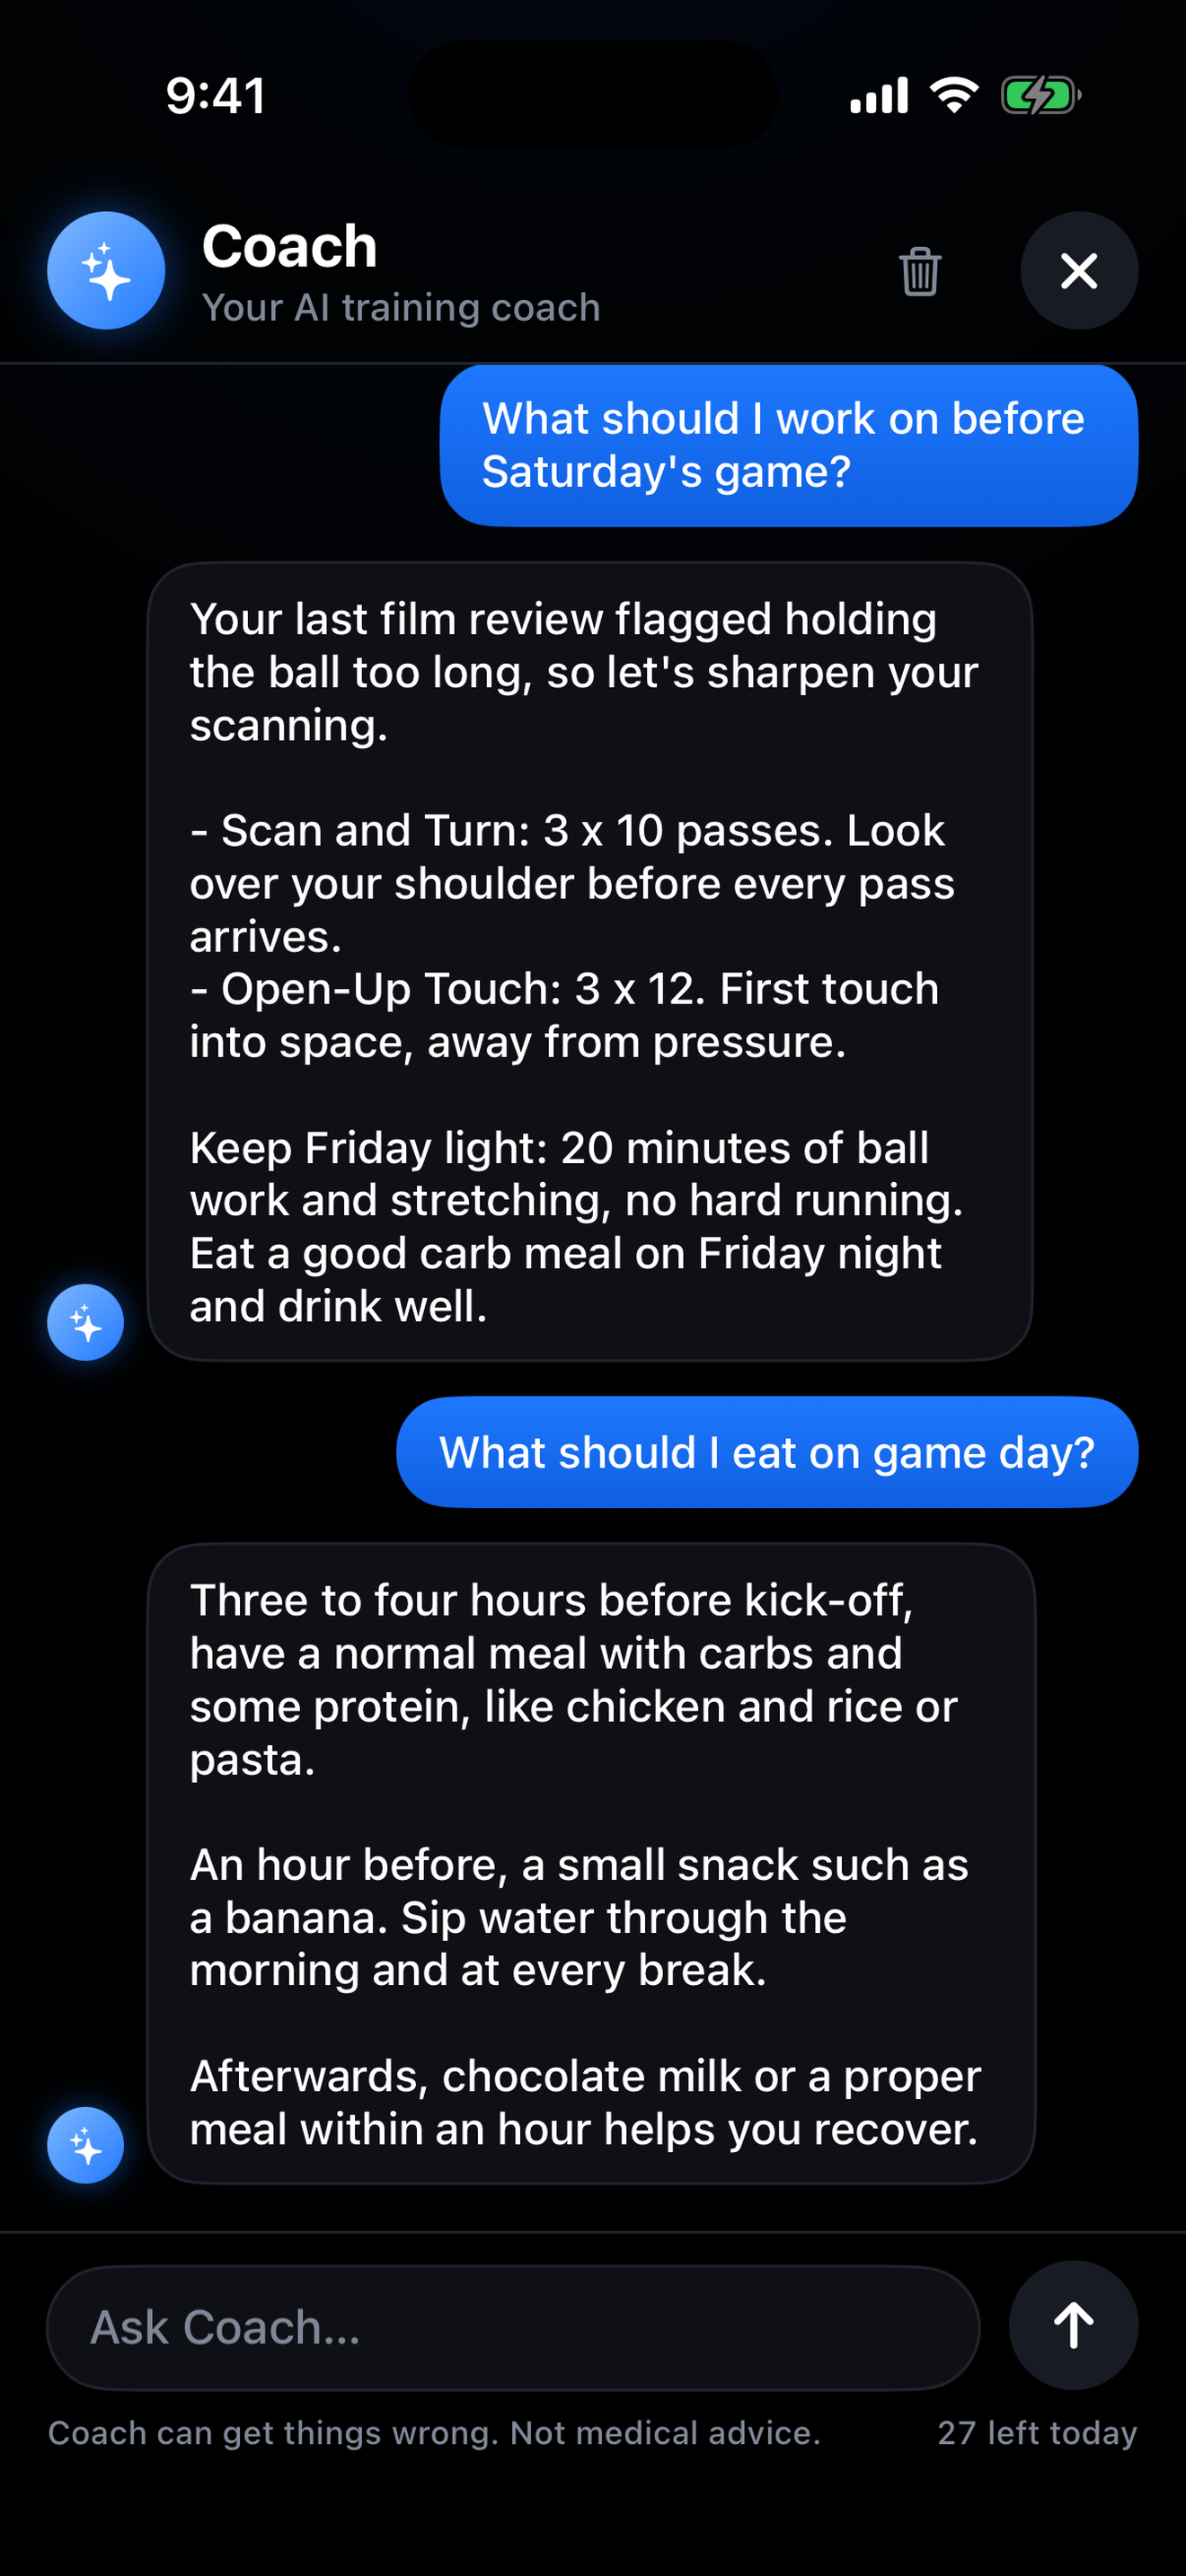 9:41
Coach
Your AI training coach
What should I work on before
Saturday's game?
Your last film review flagged holding
the ball too long, so let's sharpen your
scanning.
- Scan and Turn: 3 x 10 passes. Look
over your shoulder before every pass
arrives.
- Open-Up Touch: 3 x 12. First touch
into space, away from pressure.
Keep Friday light: 20 minutes of ball
work and stretching, no hard running.
Eat a good carb meal on Friday night
and drink well.
What should I eat on game day?
Three to four hours before kick-off,
have a normal meal with carbs and
some protein, like chicken and rice or
pasta.
An hour before, a small snack such as
a banana. Sip water through the
morning and at every break.
Afterwards, chocolate milk or a proper
meal within an hour helps you recover.
Ask Coach...
Coach can get things wrong. Not medical advice. 27 left today